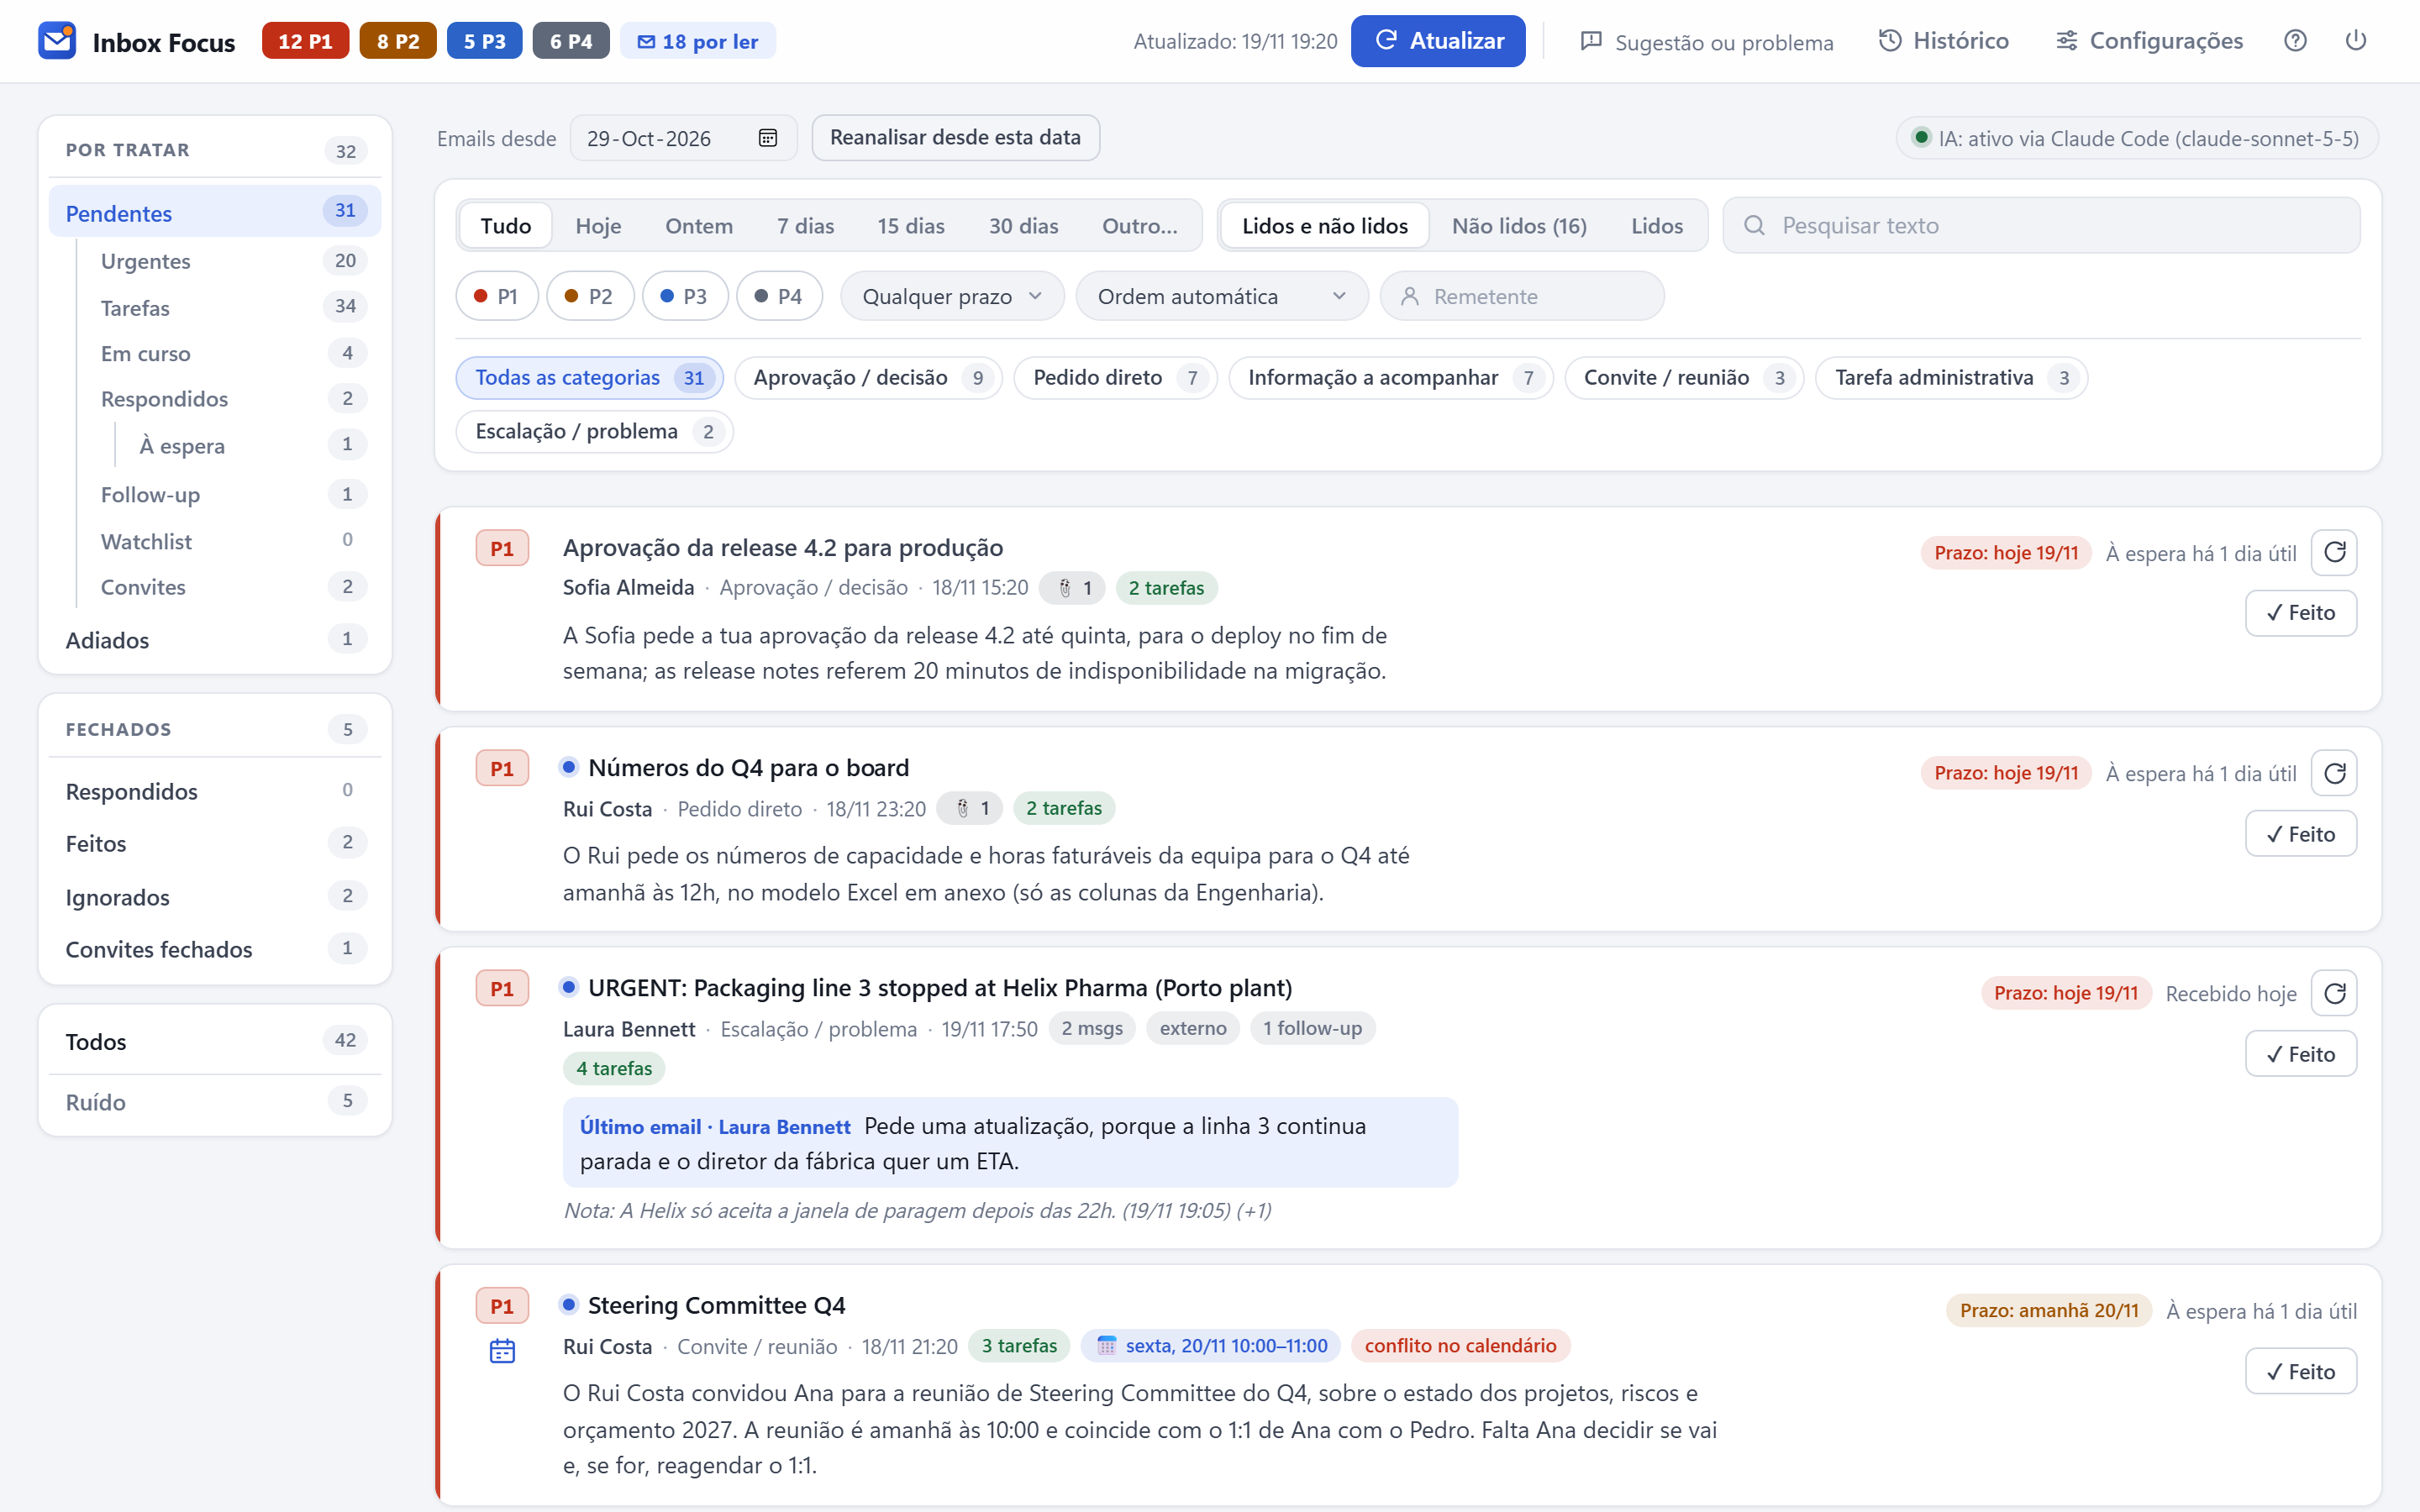 Inbox Focus 12 P1 8 P2 5 P3 6 P4 18 por ler Atualizado: 19/11 19:20 Atualizar Sugestão ou problema Histórico Configurações
POR TRATAR 32
Pendentes 31
Urgentes 20
Tarefas 34
Em curso 4
Respondidos 2
À espera 1
Follow-up 1
Watchlist 0
Convites 2
Adiados 1
FECHADOS 5
Respondidos 0
Feitos 2
Ignorados 2
Convites fechados 1
Todos 42
Ruído 5
Emails desde 29-Oct-2026 Reanalisar desde esta data IA: ativo via Claude Code (claude-sonnet-5-5)
Tudo Hoje Ontem 7 dias 15 dias 30 dias Outro... Lidos e não lidos Não lidos (16) Lidos Pesquisar texto
P1 P2 P3 P4 Qualquer prazo Ordem automática Remetente
Todas as categorias 31 Aprovação / decisão 9 Pedido direto 7 Informação a acompanhar 7 Convite / reunião 3 Tarefa administrativa 3
Escalação / problema 2
P1 Aprovação da release 4.2 para produção Prazo: hoje 19/11 À espera há 1 dia útil
Sofia Almeida · Aprovação / decisão · 18/11 15:20 1 2 tarefas ✓ Feito
A Sofia pede a tua aprovação da release 4.2 até quinta, para o deploy no fim de
semana; as release notes referem 20 minutos de indisponibilidade na migração.
P1 Números do Q4 para o board Prazo: hoje 19/11 À espera há 1 dia útil
Rui Costa · Pedido direto · 18/11 23:20 1 2 tarefas ✓ Feito
O Rui pede os números de capacidade e horas faturáveis da equipa para o Q4 até
amanhã às 12h, no modelo Excel em anexo (só as colunas da Engenharia).
P1 URGENT: Packaging line 3 stopped at Helix Pharma (Porto plant) Prazo: hoje 19/11 Recebido hoje
Laura Bennett · Escalação / problema · 19/11 17:50 2 msgs externo 1 follow-up ✓ Feito
4 tarefas
Último email · Laura Bennett Pede uma atualização, porque a linha 3 continua
parada e o diretor da fábrica quer um ETA.
Nota: A Helix só aceita a janela de paragem depois das 22h. (19/11 19:05) (+1)
P1 Steering Committee Q4 Prazo: amanhã 20/11 À espera há 1 dia útil
Rui Costa · Convite / reunião · 18/11 21:20 3 tarefas sexta, 20/11 10:00–11:00 conflito no calendário ✓ Feito
O Rui Costa convidou Ana para a reunião de Steering Committee do Q4, sobre o estado dos projetos, riscos e
orçamento 2027. A reunião é amanhã às 10:00 e coincide com o 1:1 de Ana com o Pedro. Falta Ana decidir se vai
e, se for, reagendar o 1:1.